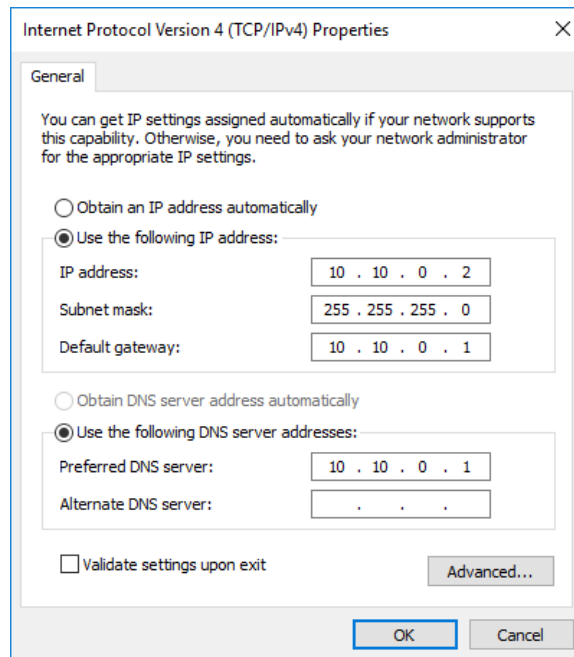 Internet Protocol Version 4 (TCP/IPv4) Properties
General
You can get IP settings assigned automatically if your network supports
this capability. Otherwise, you need to ask your network administrator
for the appropriate IP settings.
Obtain an IP address automatically
Use the following IP address:
IP address: 10 . 10 . 0 . 2
Subnet mask: 255 . 255 . 255 . 0
Default gateway: 10 . 10 . 0 . 1
Obtain DNS server address automatically
Use the following DNS server addresses:
Preferred DNS server: 10 . 10 . 0 . 1
Alternate DNS server: . . .
Validate settings upon exit
Advanced...
OK Cancel